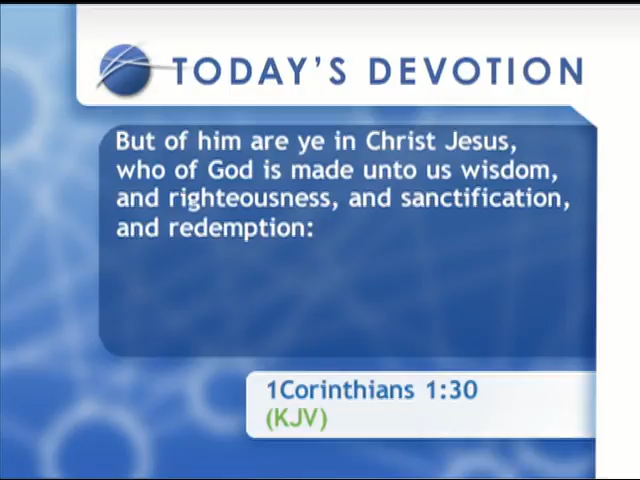 TODAY'S DEVOTION
But of him are ye in Christ Jesus,
who of God is made unto us wisdom,
and righteousness, and sanctification,
and redemption:
1Corinthians 1:30
(KJV)